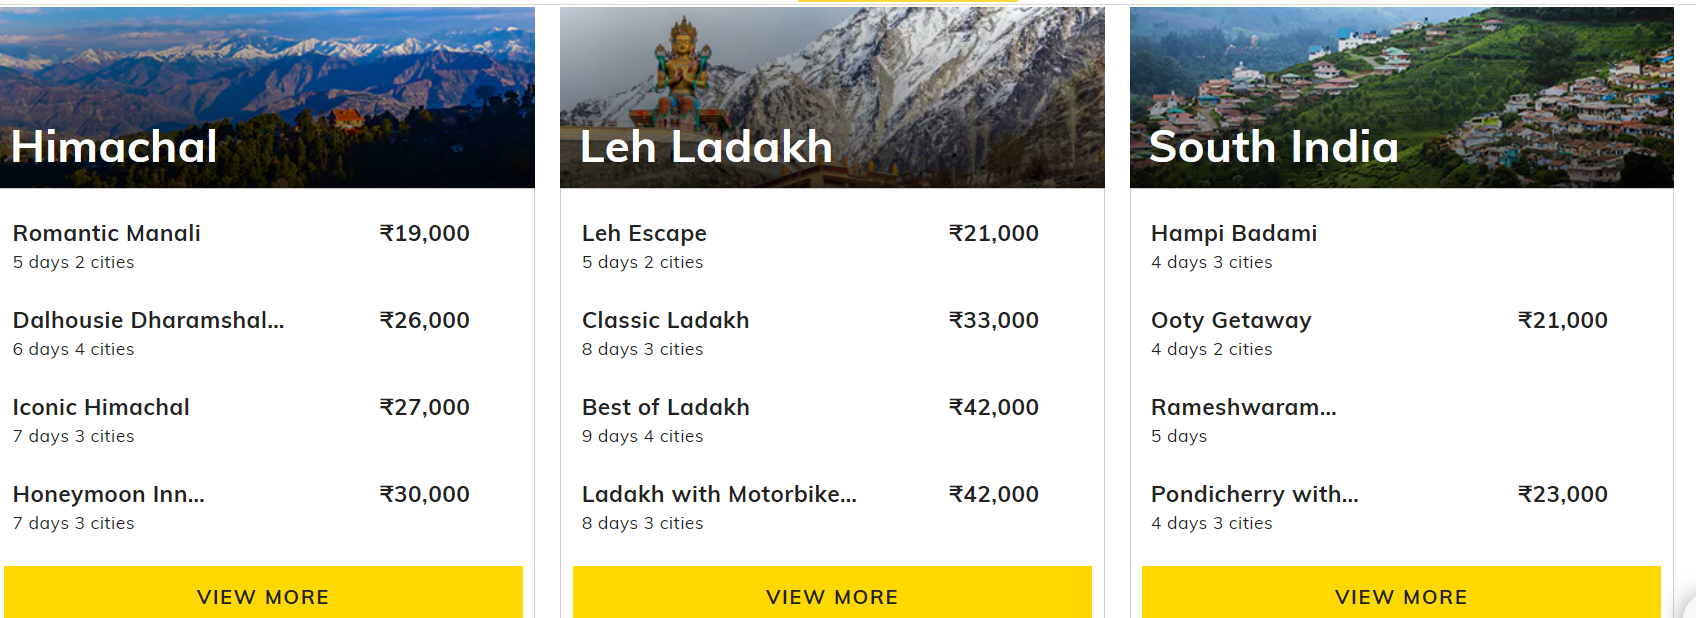 Himachal
Romantic Manali ₹19,000
5 days 2 cities
Dalhousie Dharamshal... ₹26,000
6 days 4 cities
Iconic Himachal ₹27,000
7 days 3 cities
Honeymoon Inn... ₹30,000
7 days 3 cities
VIEW MORE
Leh Ladakh
Leh Escape ₹21,000
5 days 2 cities
Classic Ladakh ₹33,000
8 days 3 cities
Best of Ladakh ₹42,000
9 days 4 cities
Ladakh with Motorbike... ₹42,000
8 days 3 cities
VIEW MORE
South India
Hampi Badami
4 days 3 cities
Ooty Getaway ₹21,000
4 days 2 cities
Rameshwaram...
5 days
Pondicherry with... ₹23,000
4 days 3 cities
VIEW MORE